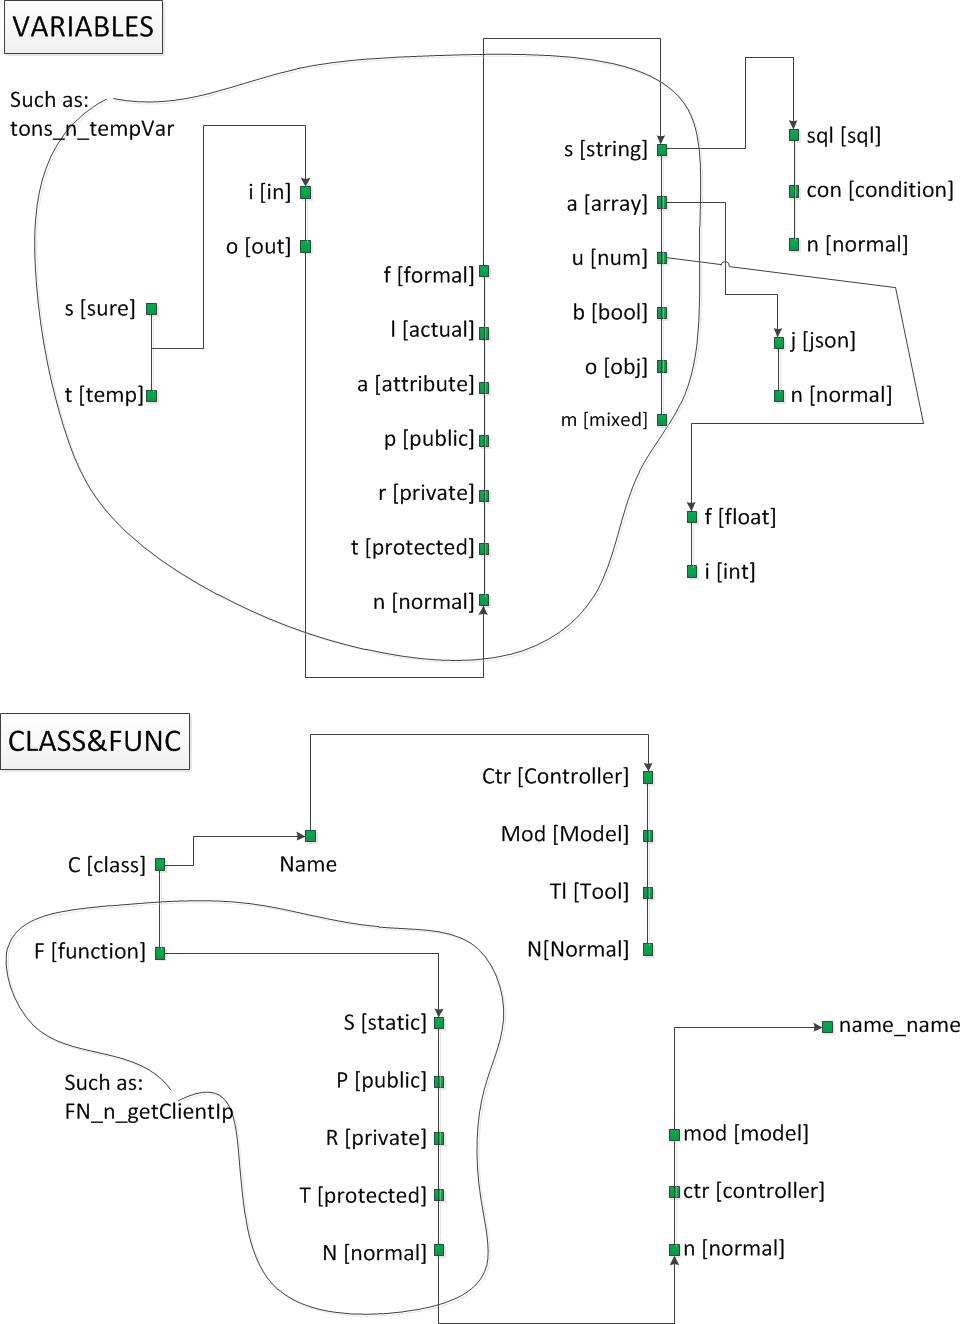 VARIABLES
Such as:
tons_n_tempVar
s [sure]
t [temp]
i [in]
o [out]
f [formal]
l [actual]
a [attribute]
p [public]
r [private]
t [protected]
n [normal]
s [string]
a [array]
u [num]
b [bool]
o [obj]
m [mixed]
sql [sql]
con [condition]
n [normal]
j [json]
n [normal]
f [float]
i [int]
CLASS&FUNC
C [class]
F [function]
Name
Ctr [Controller]
Mod [Model]
Tl [Tool]
N[Normal]
Such as:
FN_n_getClientIp
S [static]
P [public]
R [private]
T [protected]
N [normal]
mod [model]
ctr [controller]
n [normal]
name_name